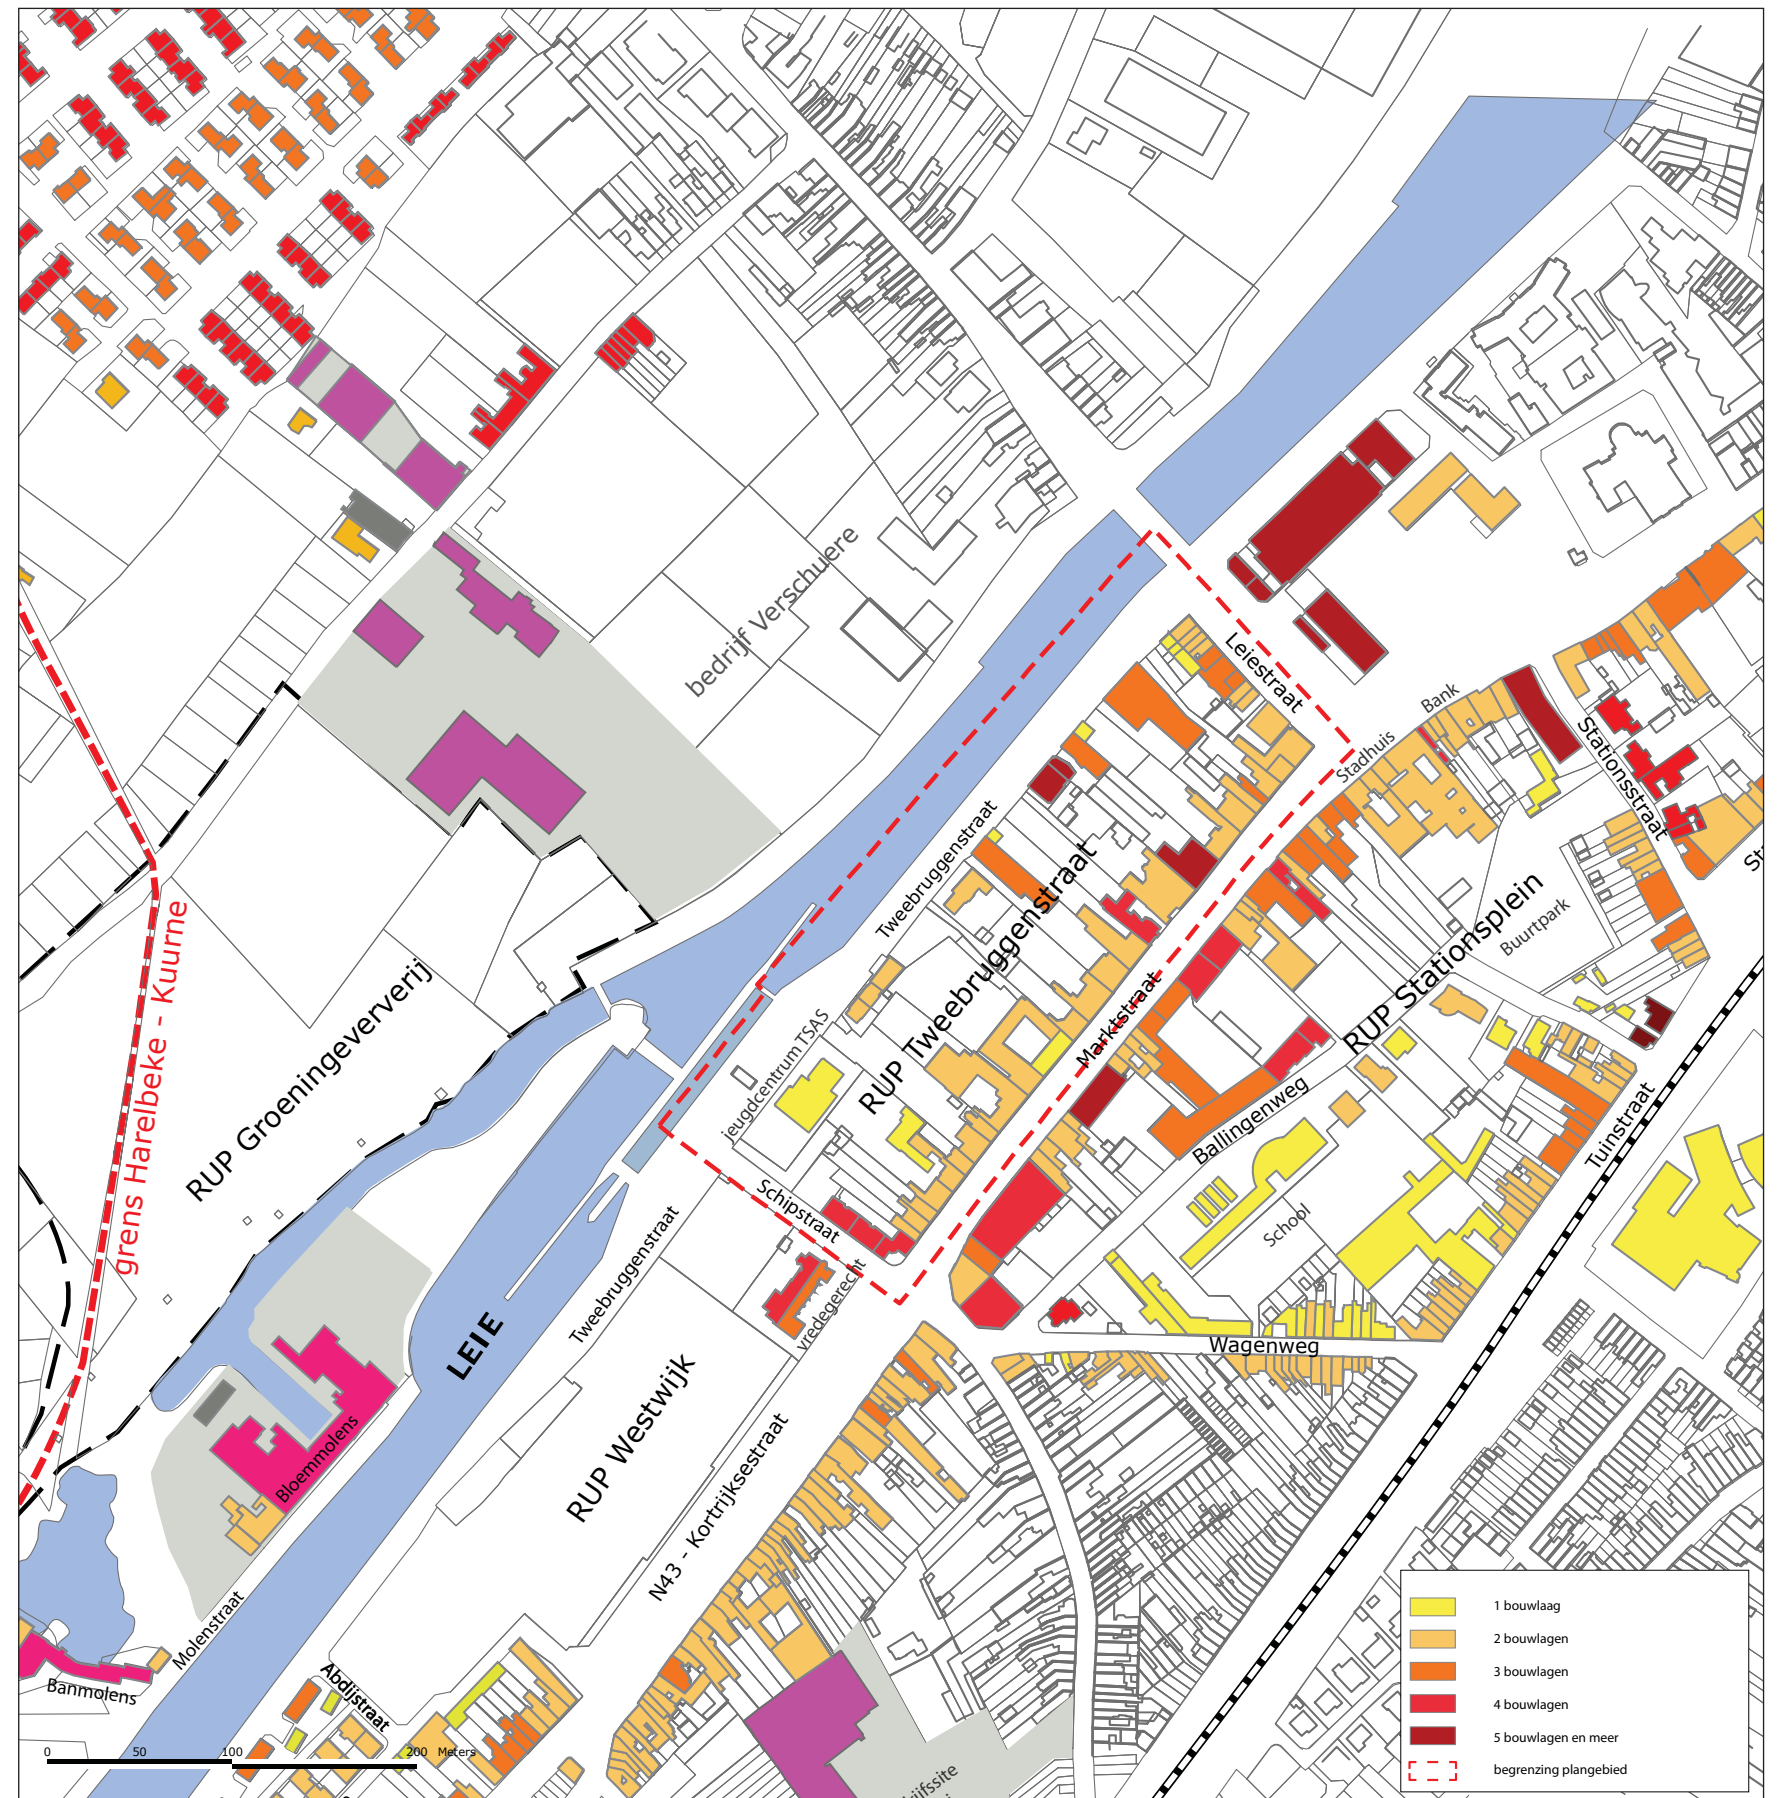 bedrijf Verschuere
Leiestraat
Bank
Stadhuis
Stationsstraat
Tweebruggenstraat
RUP Tweebruggenstraat
RUP Stationsplein
Buurtpark
grens Harelbeke - Kuurne
RUP Groeningeververij
jeugdcentrum TSAS
Marktstraat
Ballingenweg
Tuinstraat
School
Schipstraat
Tweebruggenstraat
vredegerecht
Wagenweg
LEIE
RUP Westwijk
N43 - Kortrijksestraat
Bloemmolens
Molenstraat
Banmolens
Abdijstraat
0 50 100 200 Meters
1 bouwlaag
2 bouwlagen
3 bouwlagen
4 bouwlagen
5 bouwlagen en meer
begrenzing plangebied